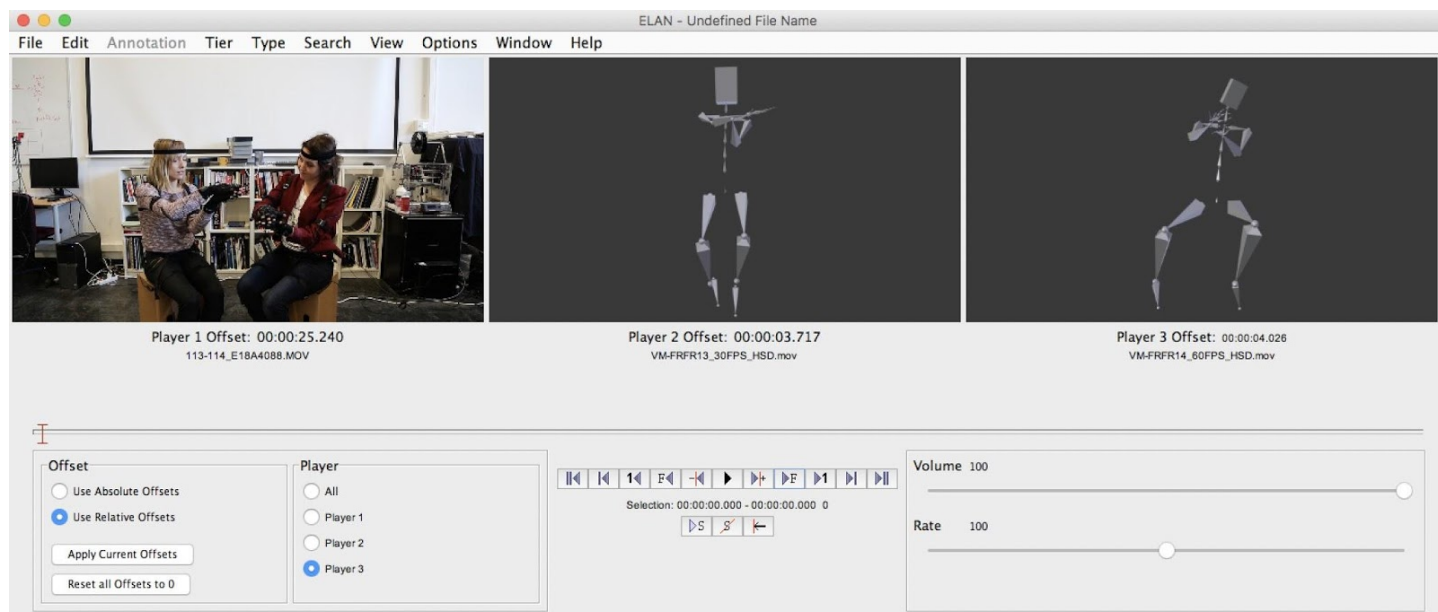 ELAN - Undefined File Name
File Edit Annotation Tier Type Search View Options Window Help
Player 1 Offset: 00:00:25.240
113-114_E18A4088.MOV
Player 2 Offset: 00:00:03.717
VM-FRFR13_30FPS_HSD.mov
Player 3 Offset: 00:00:04.026
VM-FRFR14_60FPS_HSD.mov
Offset
Use Absolute Offsets
Use Relative Offsets
Apply Current Offsets
Reset all Offsets to 0
Player
All
Player 1
Player 2
Player 3
1 F - + F 1
Selection: 00:00:00.000 - 00:00:00.000 0
S S
Volume 100
Rate 100